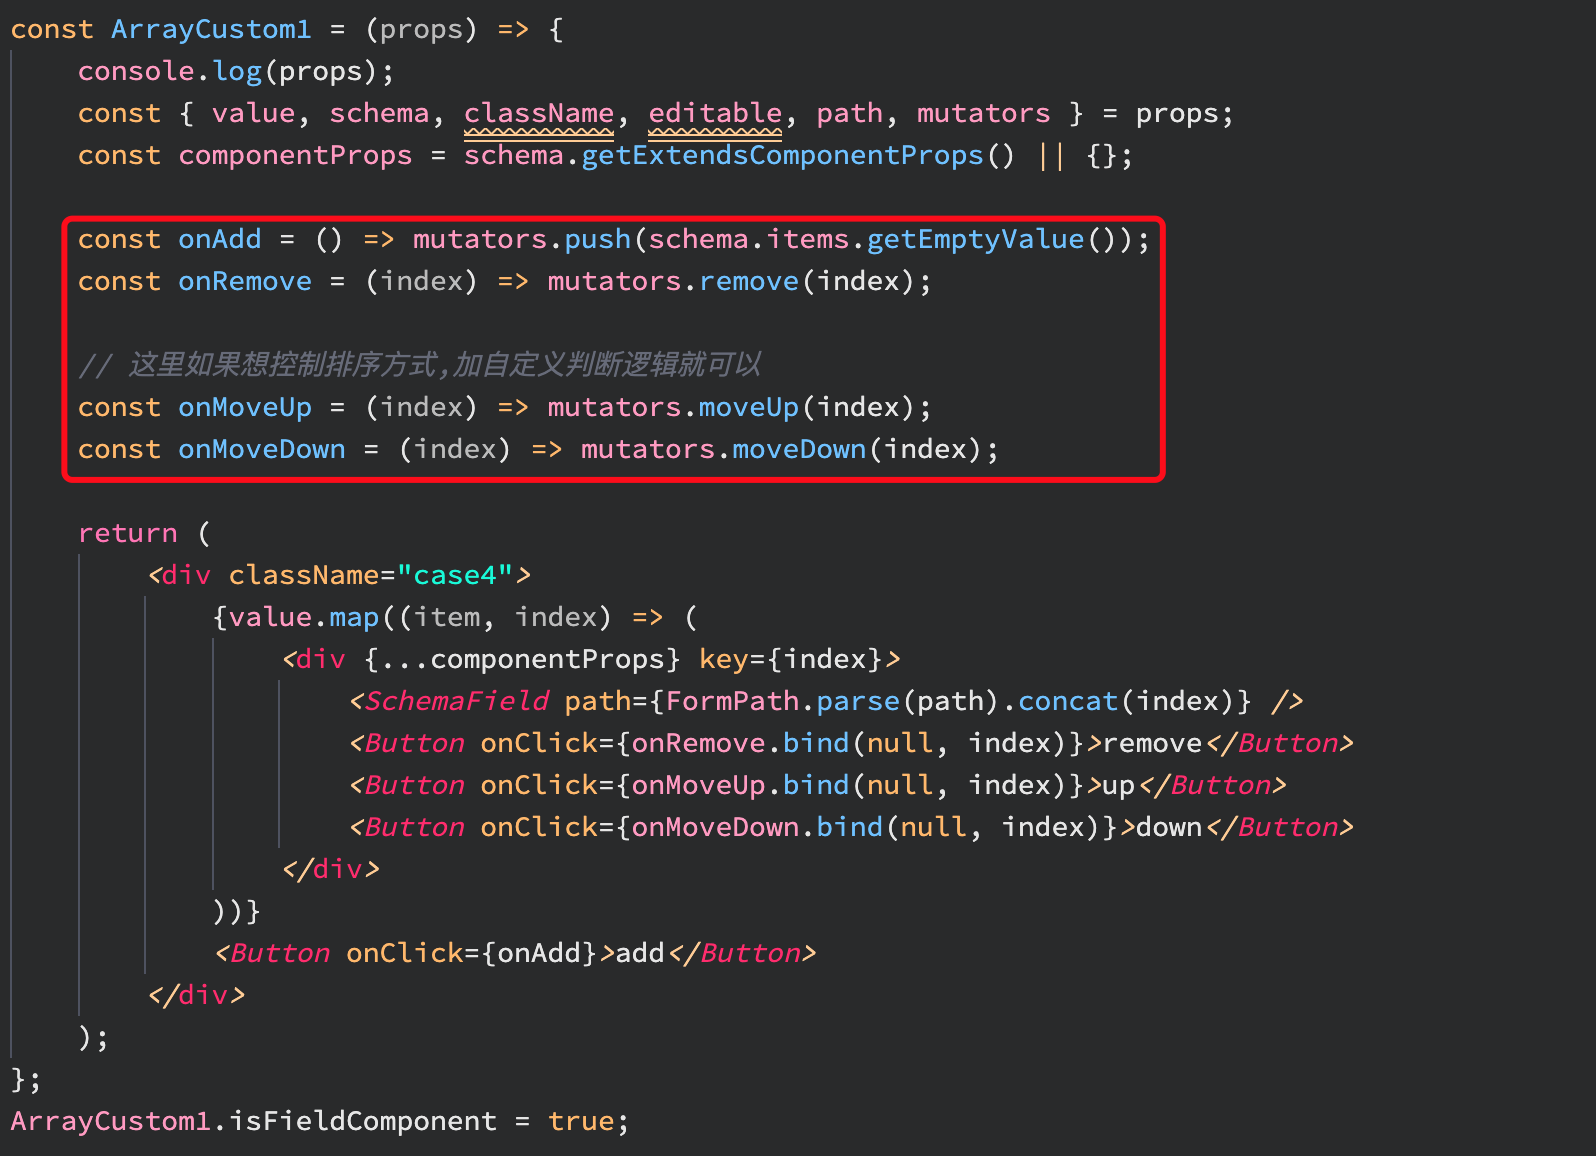 const ArrayCustom1 = (props) => {
console.log(props);
const { value, schema, className, editable, path, mutators } = props;
const componentProps = schema.getExtendsComponentProps() || {};
const onAdd = () => mutators.push(schema.items.getEmptyValue());
const onRemove = (index) => mutators.remove(index);
// 这里如果想控制排序方式,加自定义判断逻辑就可以
const onMoveUp = (index) => mutators.moveUp(index);
const onMoveDown = (index) => mutators.moveDown(index);
return (
<div className="case4">
{value.map((item, index) => (
<div {...componentProps} key={index}>
<SchemaField path={FormPath.parse(path).concat(index)} />
<Button onClick={onRemove.bind(null, index)}>remove</Button>
<Button onClick={onMoveUp.bind(null, index)}>up</Button>
<Button onClick={onMoveDown.bind(null, index)}>down</Button>
</div>
))}
<Button onClick={onAdd}>add</Button>
</div>
);
};
ArrayCustom1.isFieldComponent = true;